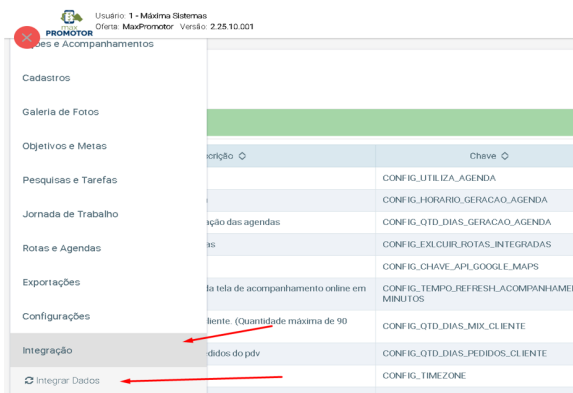 Usuário: 1 - Máxima Sistemas
Oferta: MaxPromotor Versão: 2.25.10.001
max
PROMOTOR
ções e Acompanhamentos
Cadastros
Galeria de Fotos
Objetivos e Metas
Pesquisas e Tarefas
Jornada de Trabalho
Rotas e Agendas
Exportações
Configurações
Integração
Integrar Dados
crição Chave
CONFIG_UTILIZA_AGENDA
CONFIG_HORARIO_GERACAO_AGENDA
ação das agendas CONFIG_QTD_DIAS_GERACAO_AGENDA
as CONFIG_EXLCUIR_ROTAS_INTEGRADAS
CONFIG_CHAVE_API_GOOGLE_MAPS
da tela de acompanhamento online em CONFIG_TEMPO_REFRESH_ACOMPANHAME
MINUTOS
liente. (Quantidade máxima de 90 CONFIG_QTD_DIAS_MIX_CLIENTE
didos do pdv CONFIG_QTD_DIAS_PEDIDOS_CLIENTE
CONFIG_TIMEZONE